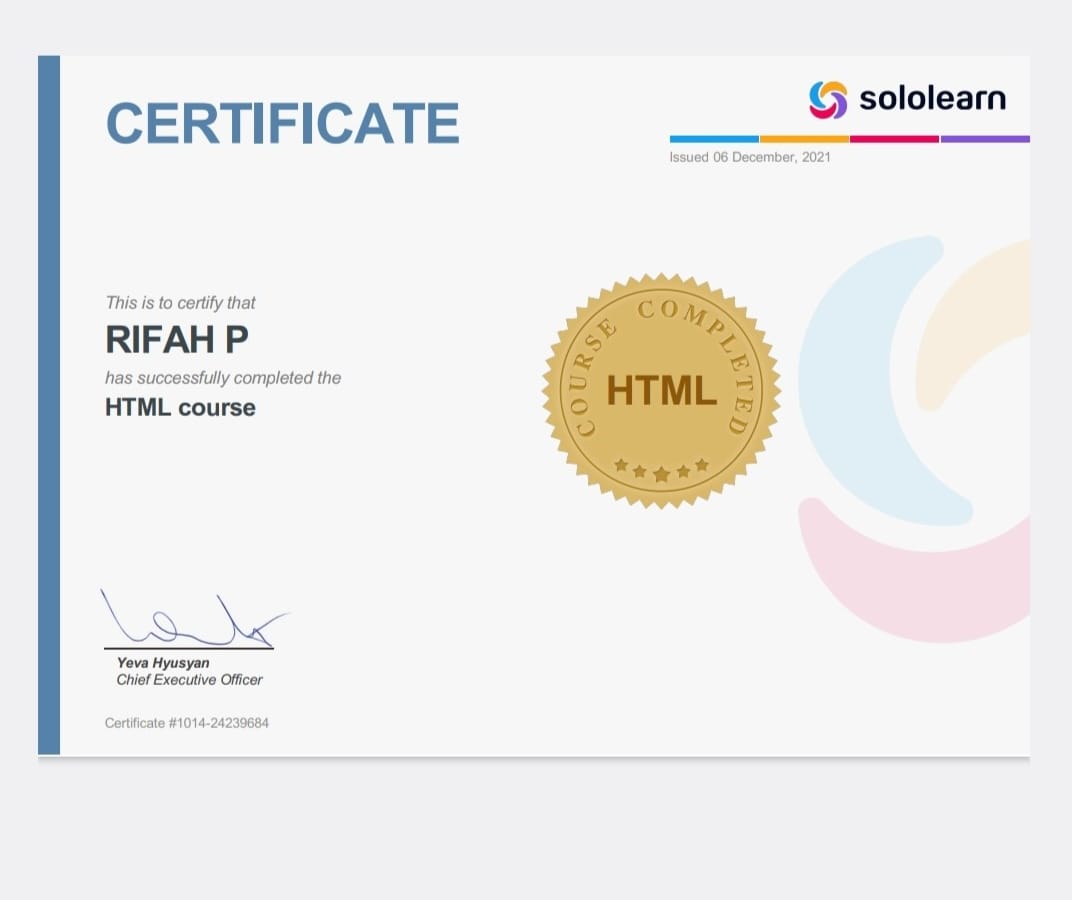 CERTIFICATE
sololearn
Issued 06 December, 2021
This is to certify that
RIFAH P
has successfully completed the
HTML course
COURSE COMPLETED
HTML
Yeva Hyusyan
Chief Executive Officer
Certificate #1014-24239684